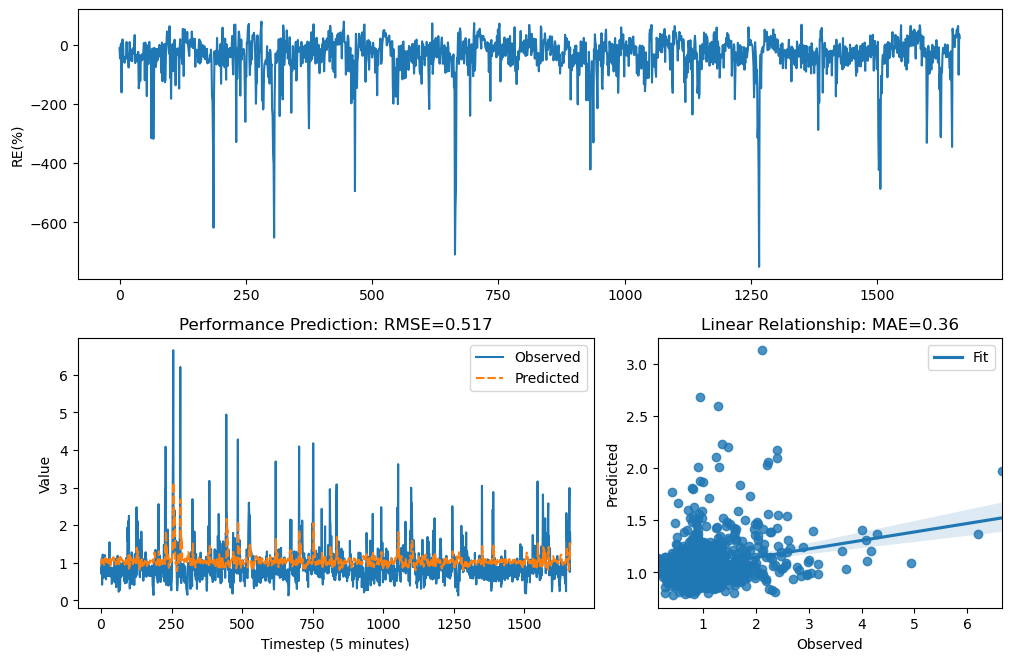 0
−200
−400
−600
RE(%)
0 250 500 750 1000 1250 1500
Performance Prediction: RMSE=0.517
Observed
Predicted
6
5
4
3
2
1
0
Value
0 250 500 750 1000 1250 1500
Timestep (5 minutes)
Linear Relationship: MAE=0.36
Fit
3.0
2.5
2.0
1.5
1.0
Predicted
1 2 3 4 5 6
Observed